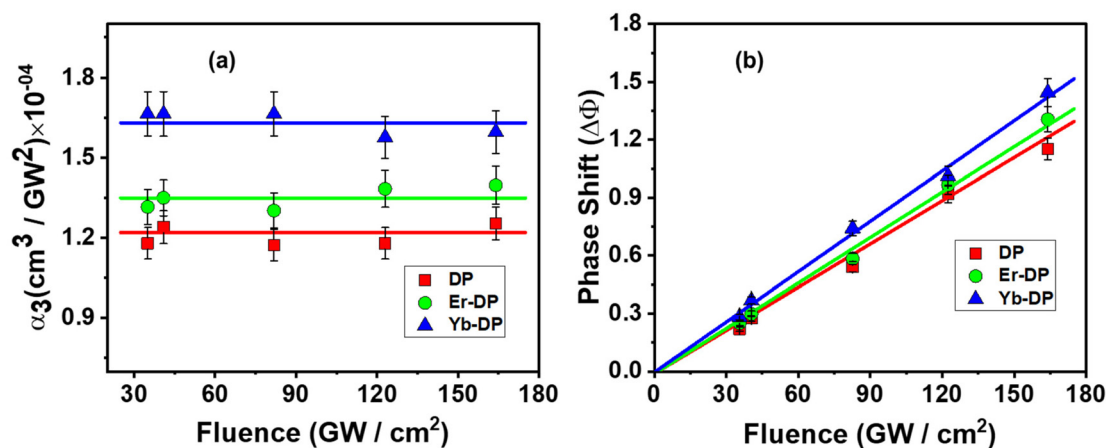 (a)
α3(cm3 / GW2)×10-04
1.8
1.5
1.2
0.9
DP
Er-DP
Yb-DP
30 60 90 120 150 180
Fluence (GW / cm2)
(b)
Phase Shift (ΔΦ)
1.8
1.5
1.2
0.9
0.6
0.3
0.0
DP
Er-DP
Yb-DP
0 30 60 90 120 150 180
Fluence (GW / cm2)